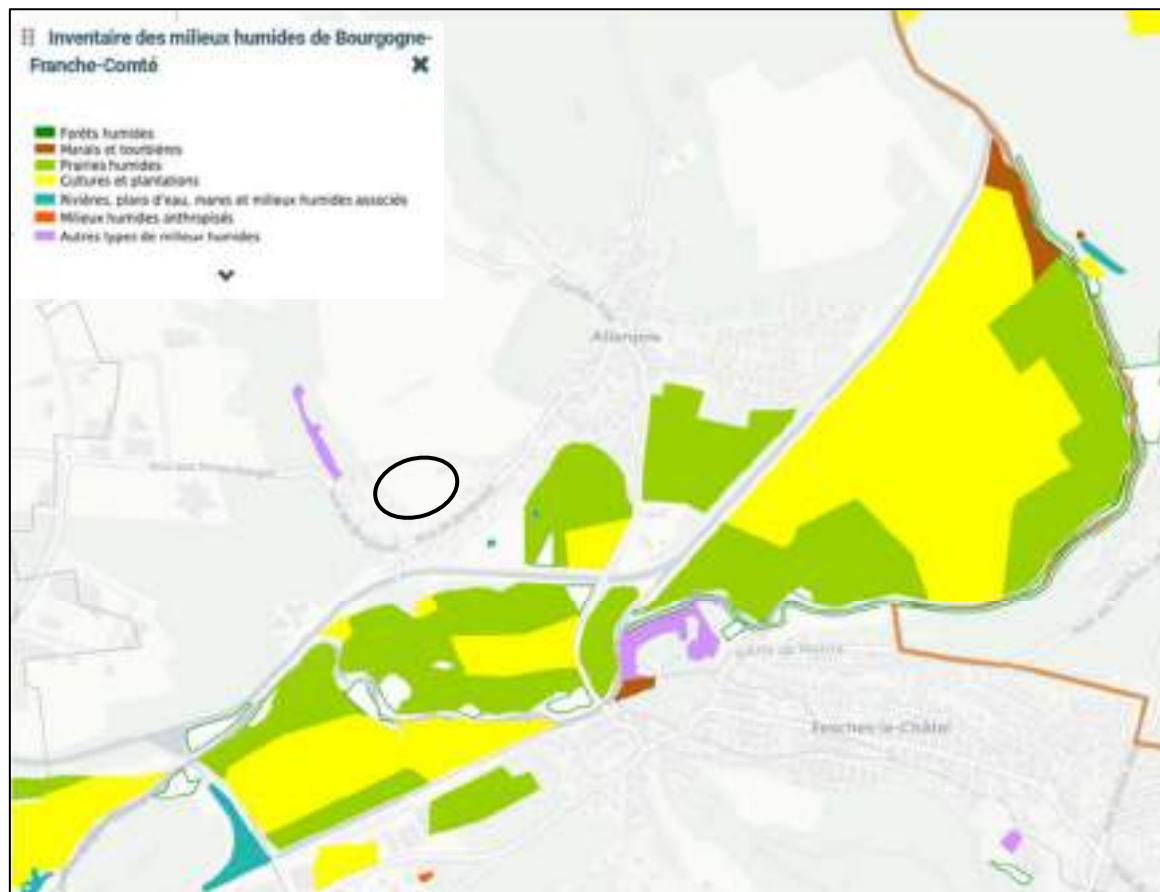 Inventaire des milieux humides de Bourgogne-
Franche-Comté
Forêts humides
Marais et tourbières
Prairies humides
Cultures et plantations
Rivières, plans d'eau, mares et milieux humides associés
Milieux humides anthropisés
Autres types de milieux humides
Allenjoie
Fesches-le-Châtel